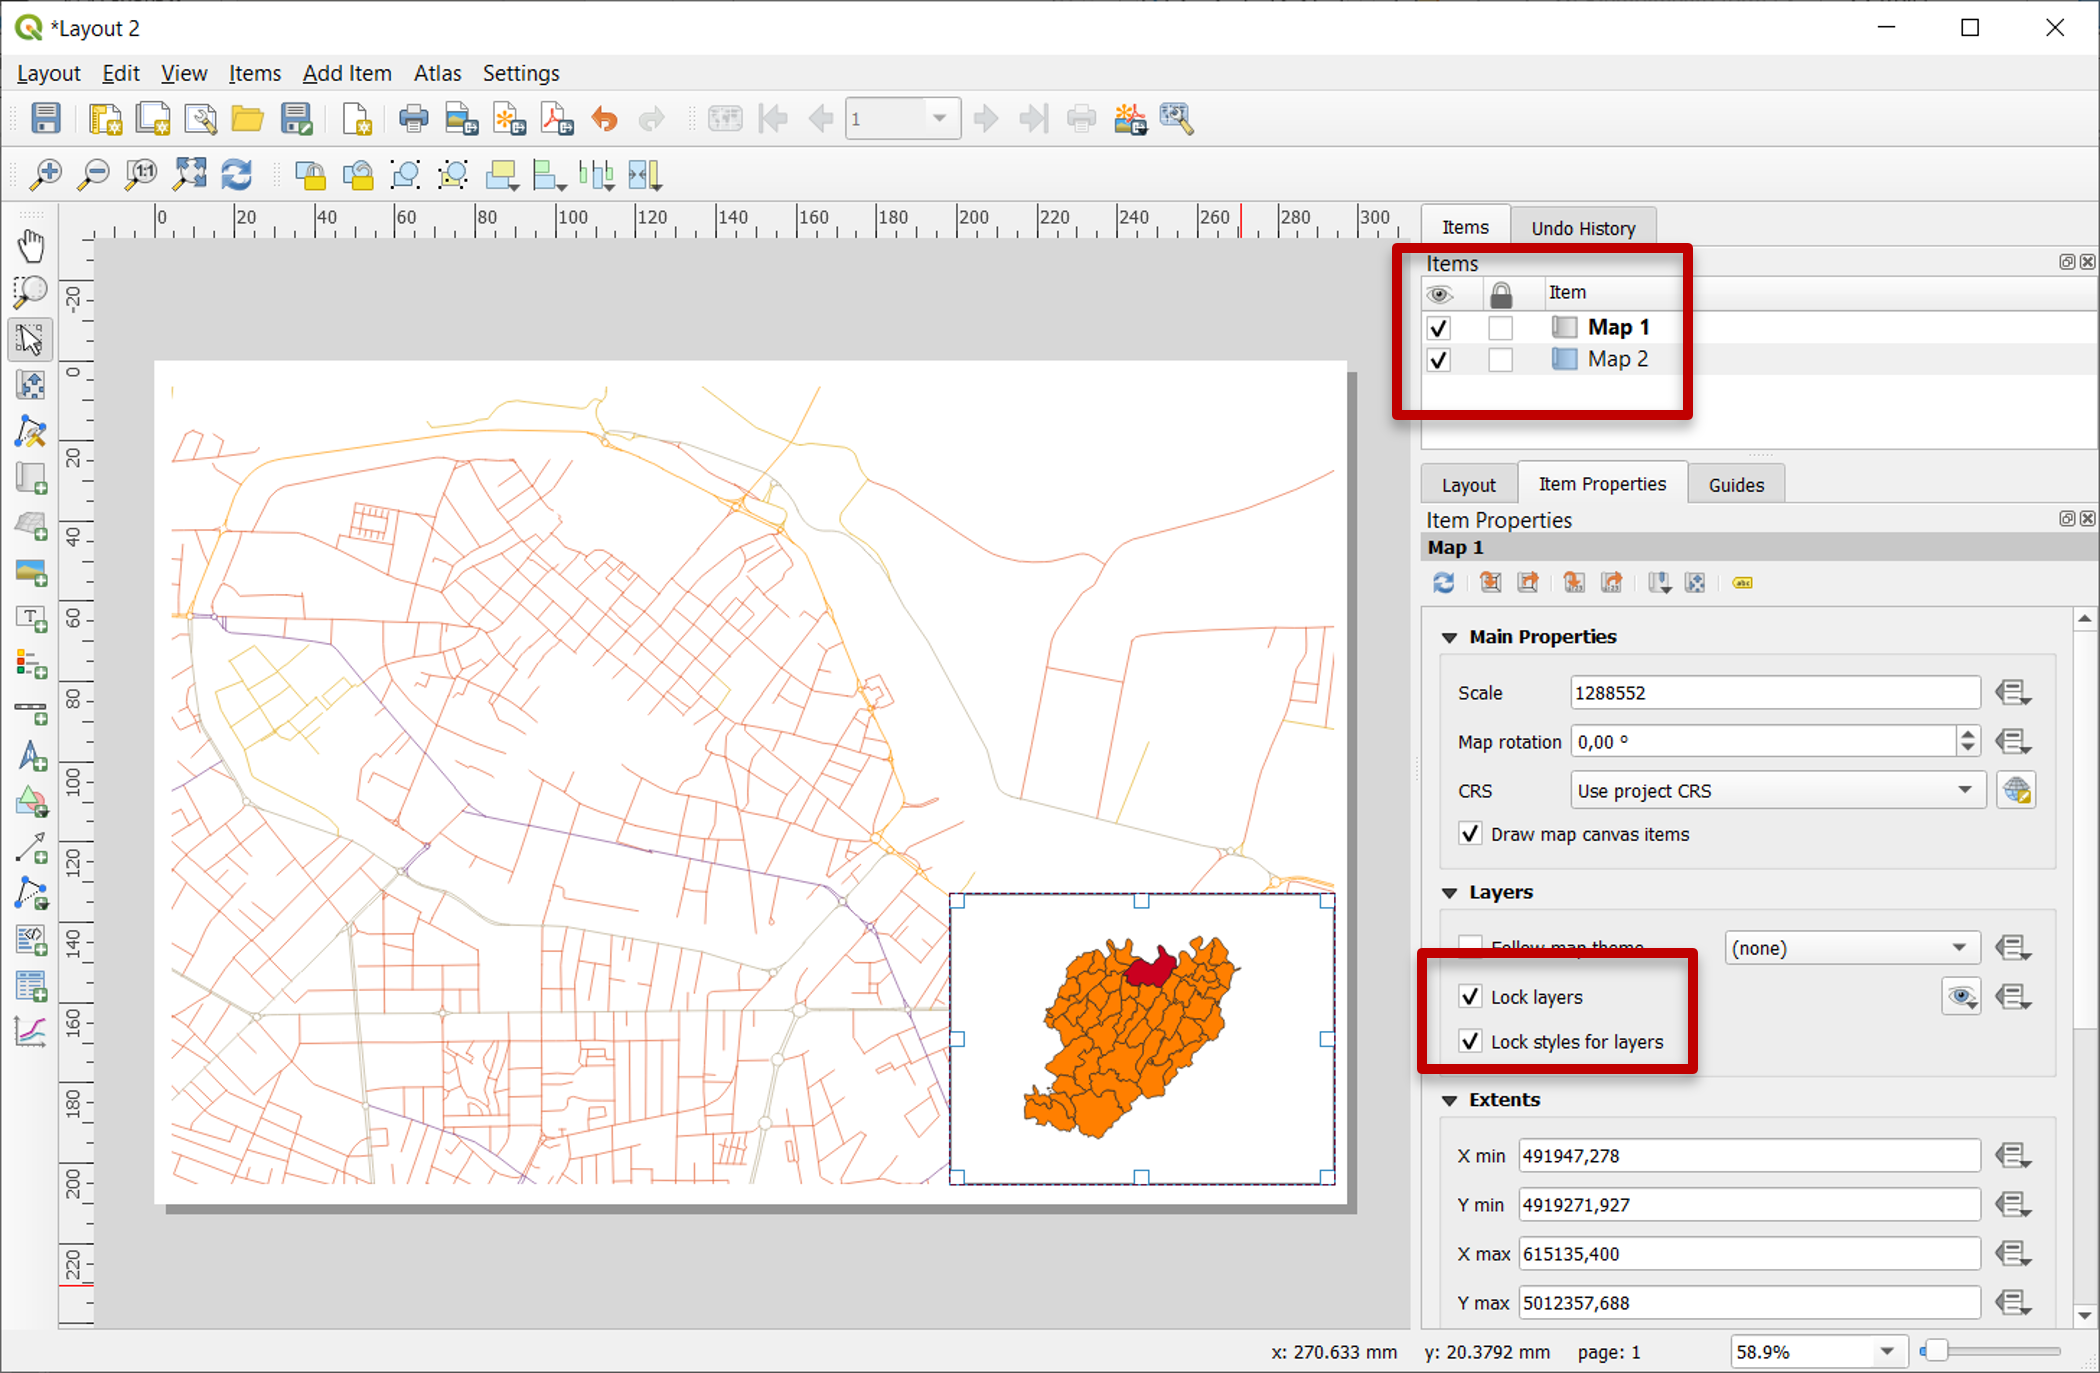 *Layout 2
Layout Edit View Items Add Item Atlas Settings
1:1
1
0 20 40 60 80 100 120 140 160 180 200 220 240 260 280 300
-20
0
20
40
60
80
100
120
140
160
180
200
220
Items Undo History
Items
Item
Map 1
Map 2
Layout Item Properties Guides
Item Properties
Map 1
abc
Main Properties
Scale 1288552
Map rotation 0,00 °
CRS Use project CRS
Draw map canvas items
Layers
Follow map theme (none)
Lock layers
Lock styles for layers
Extents
X min 491947,278
Y min 4919271,927
X max 615135,400
Y max 5012357,688
x: 270.633 mm y: 20.3792 mm page: 1 58.9%